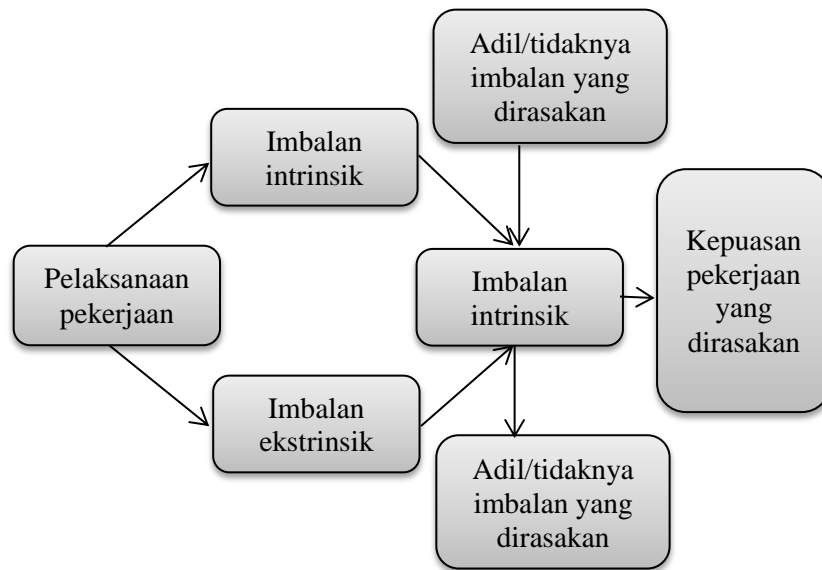 Adil/tidaknya
imbalan yang
dirasakan
Imbalan
intrinsik
Pelaksanaan
pekerjaan
Imbalan
intrinsik
Kepuasan
pekerjaan
yang
dirasakan
Imbalan
ekstrinsik
Adil/tidaknya
imbalan yang
dirasakan